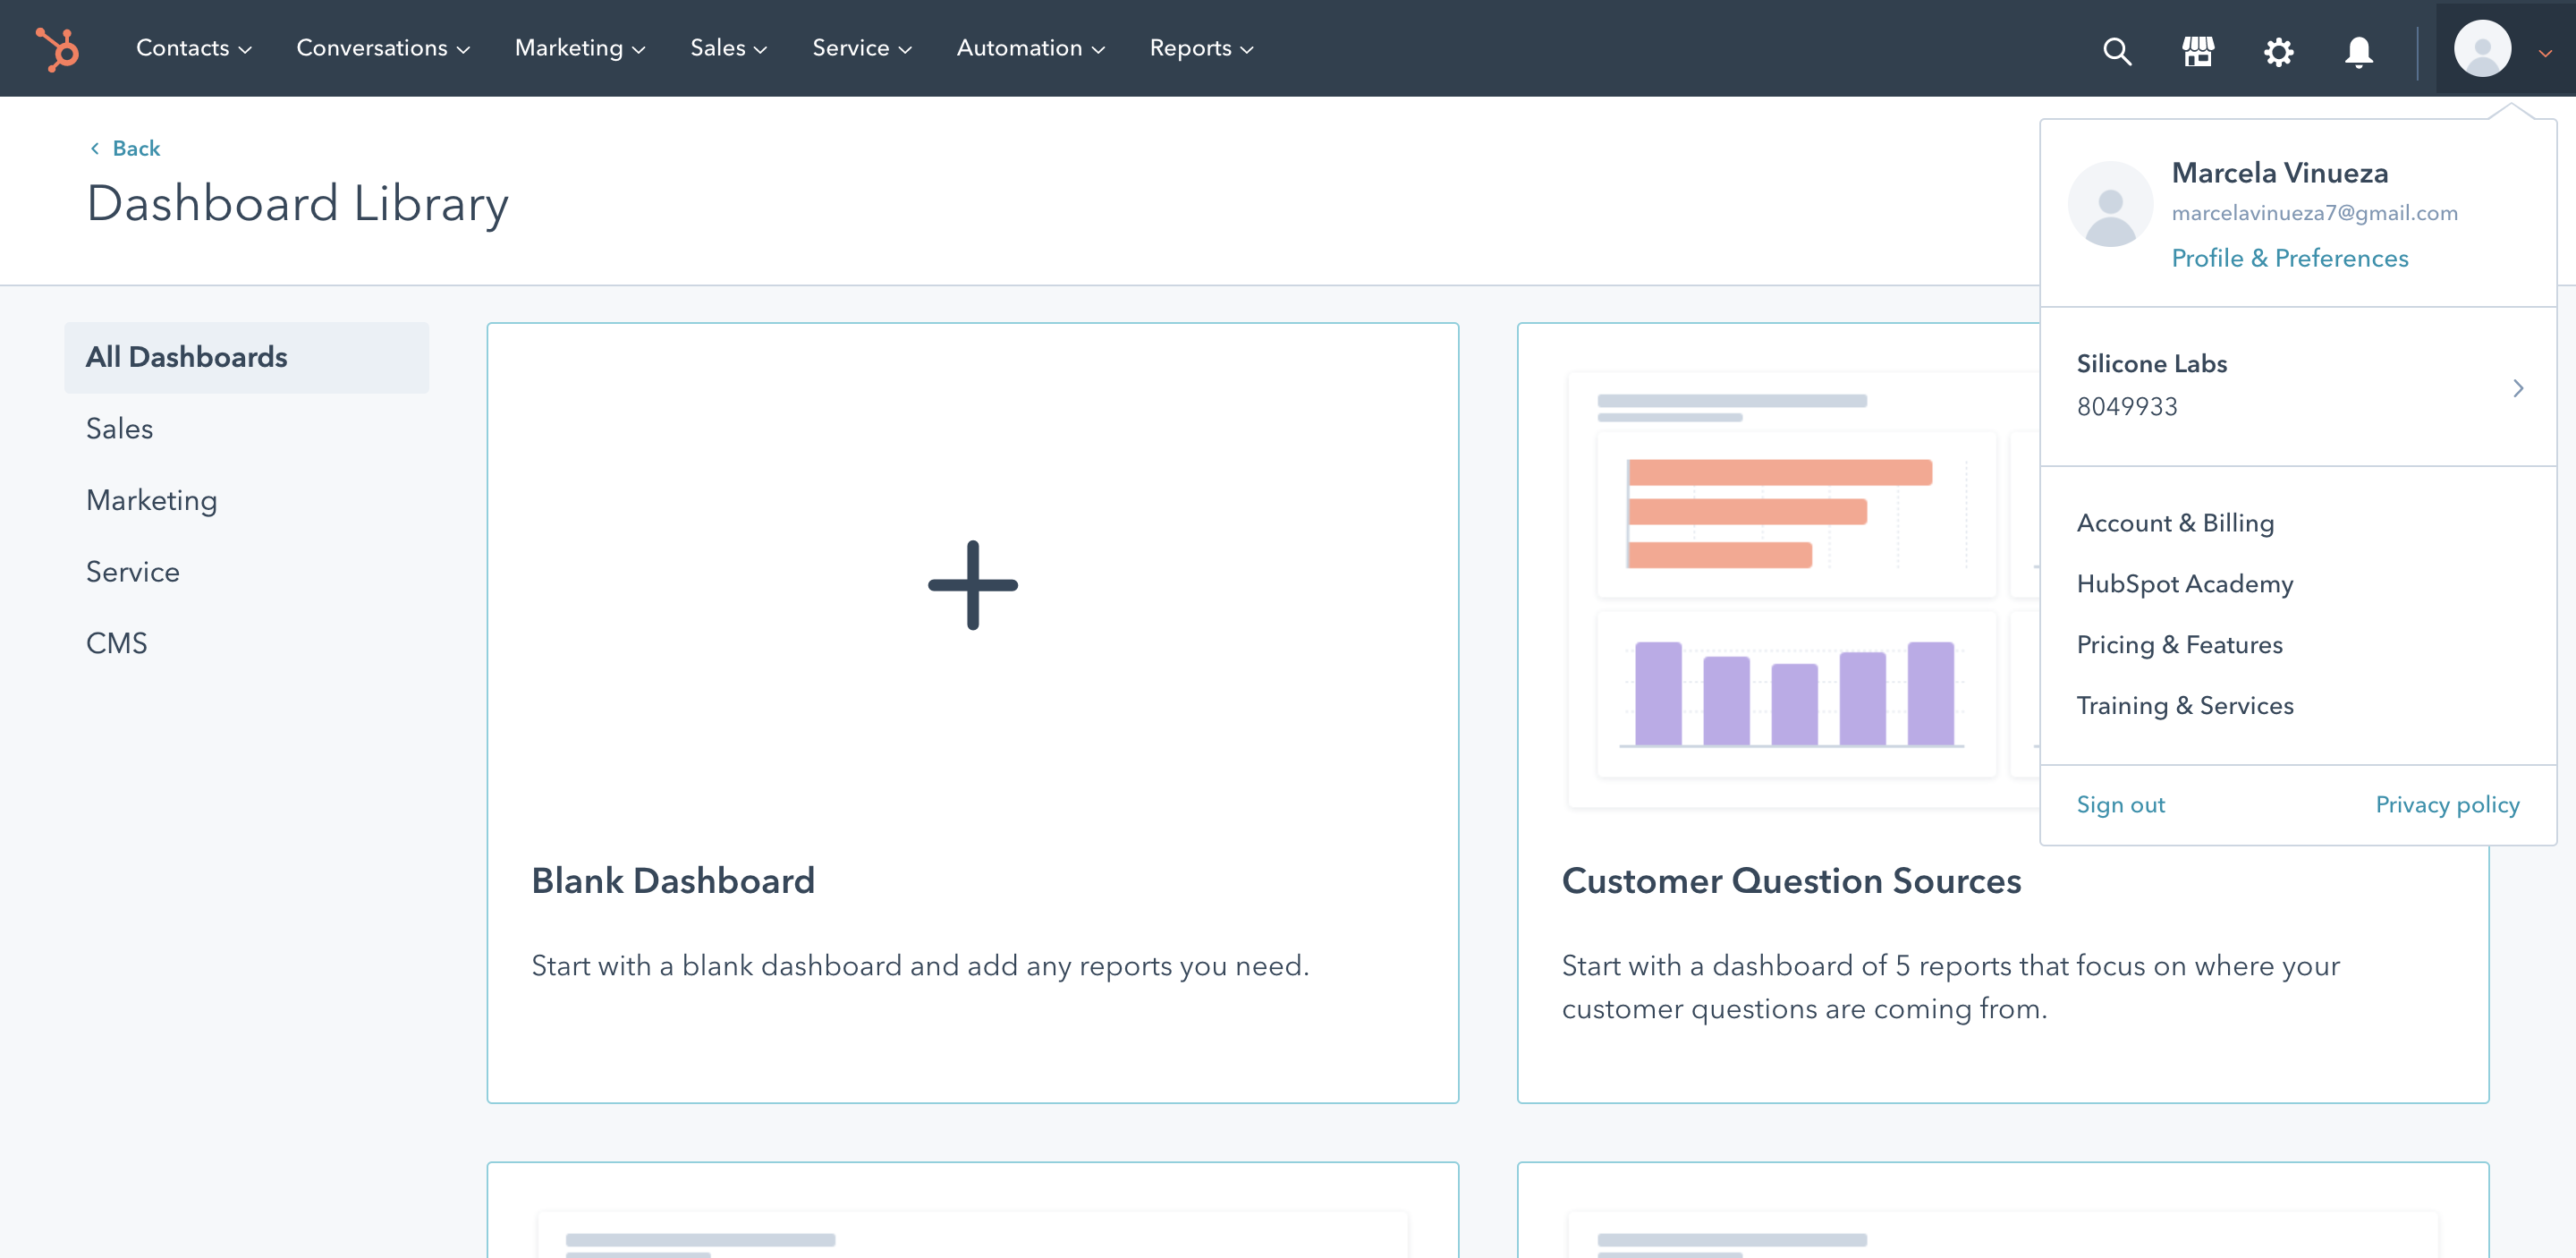 Contacts
Conversations
Marketing
Sales
Service
Automation
Reports
Back
Dashboard Library
All Dashboards
Sales
Marketing
Service
CMS
Blank Dashboard
Start with a blank dashboard and add any reports you need.
Customer Question Sources
Start with a dashboard of 5 reports that focus on where your
customer questions are coming from.
Marcela Vinueza
marcelavinueza7@gmail.com
Profile & Preferences
Silicone Labs
8049933
Account & Billing
HubSpot Academy
Pricing & Features
Training & Services
Sign out
Privacy policy